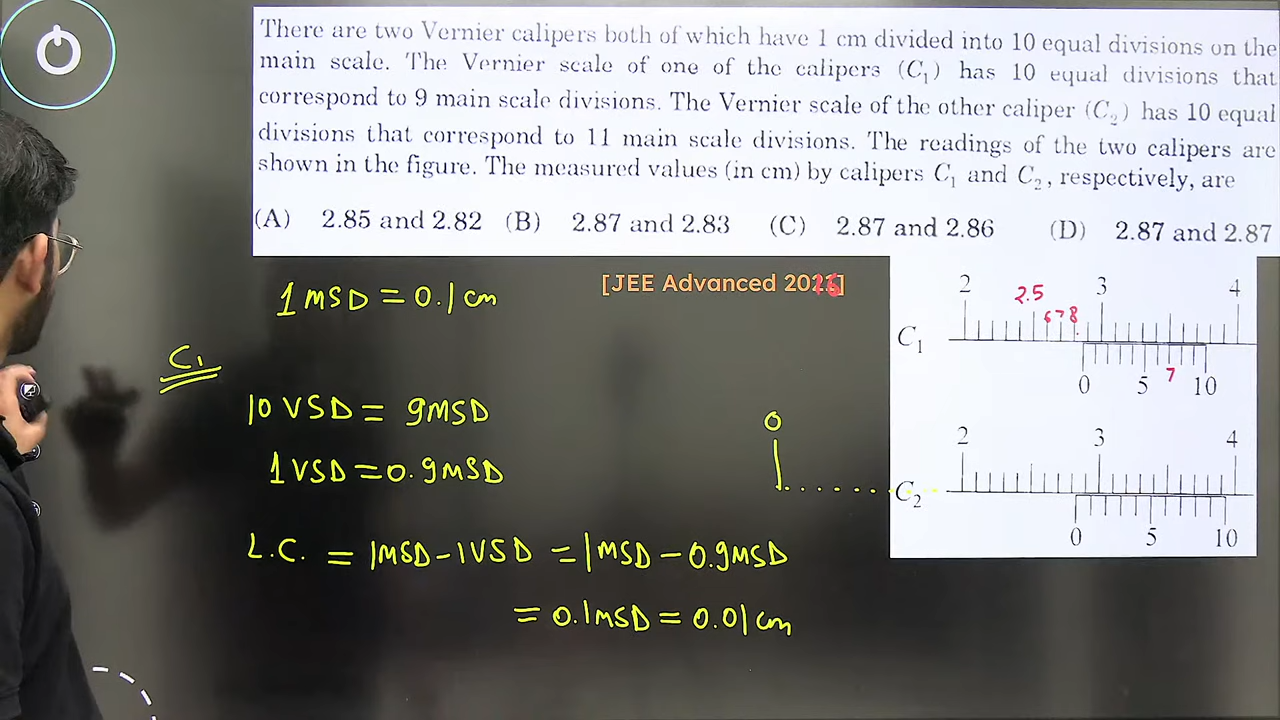 There are two Vernier calipers both of which have 1 cm divided into 10 equal divisions on the
main scale. The Vernier scale of one of the calipers (C₁) has 10 equal divisions that
correspond to 9 main scale divisions. The Vernier scale of the other caliper (C₂) has 10 equal
divisions that correspond to 11 main scale divisions. The readings of the two calipers are
shown in the figure. The measured values (in cm) by calipers C₁ and C₂, respectively, are
(A) 2.85 and 2.82 (B) 2.87 and 2.83 (C) 2.87 and 2.86 (D) 2.87 and 2.87
[JEE Advanced 2016]
1 MSD = 0.1 cm
C₁
10 VSD = 9 MSD
1 VSD = 0.9 MSD
L.C. = 1MSD - 1VSD = 1MSD - 0.9MSD
= 0.1MSD = 0.01 cm
0
2 3 4
2.5
6 7 8
C₁
7
0 5 10
2 3 4
C₂
0 5 10